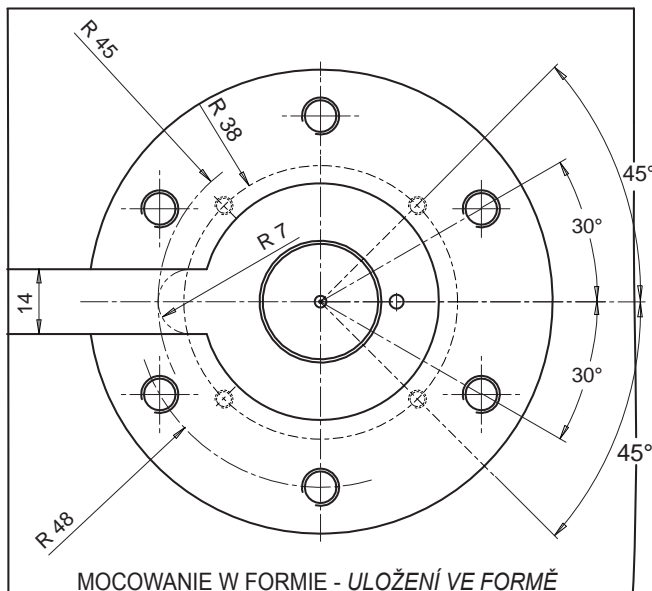 R 45
R 38
45°
R 7
30°
14
30°
45°
R 48
MOCOWANIE W FORMIE - ULOŽENÍ VE FORMĚ